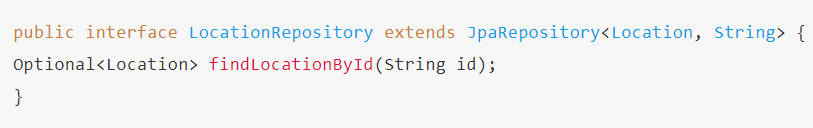 public interface LocationRepository extends JpaRepository<Location, String> {
Optional<Location> findLocationById(String id);
}